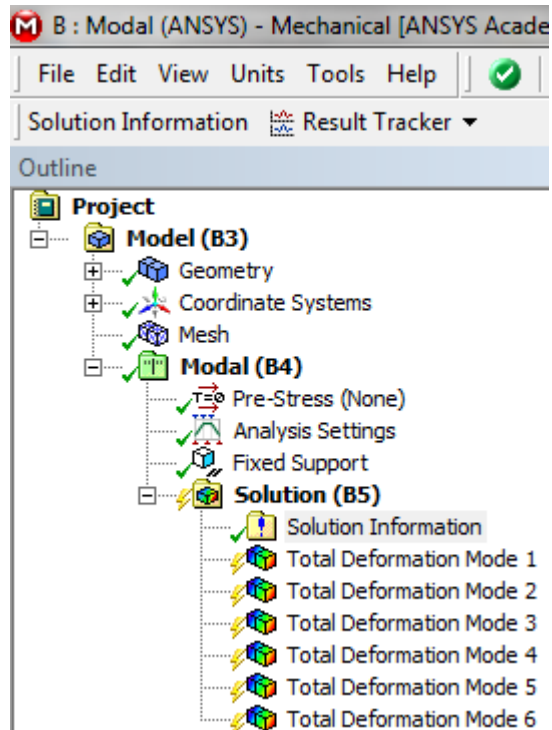 B : Modal (ANSYS) - Mechanical [ANSYS Acade
File Edit View Units Tools Help
Solution Information Result Tracker
Outline
Project
Model (B3)
Geometry
Coordinate Systems
Mesh
Modal (B4)
T=0 Pre-Stress (None)
Analysis Settings
Fixed Support
Solution (B5)
Solution Information
Total Deformation Mode 1
Total Deformation Mode 2
Total Deformation Mode 3
Total Deformation Mode 4
Total Deformation Mode 5
Total Deformation Mode 6